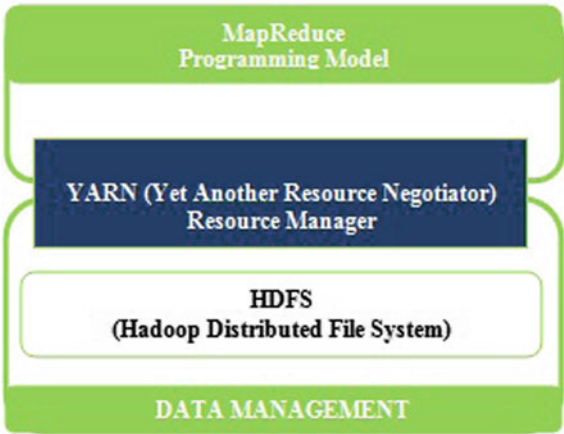 MapReduce
Programming Model
YARN (Yet Another Resource Negotiator)
Resource Manager
HDFS
(Hadoop Distributed File System)
DATA MANAGEMENT